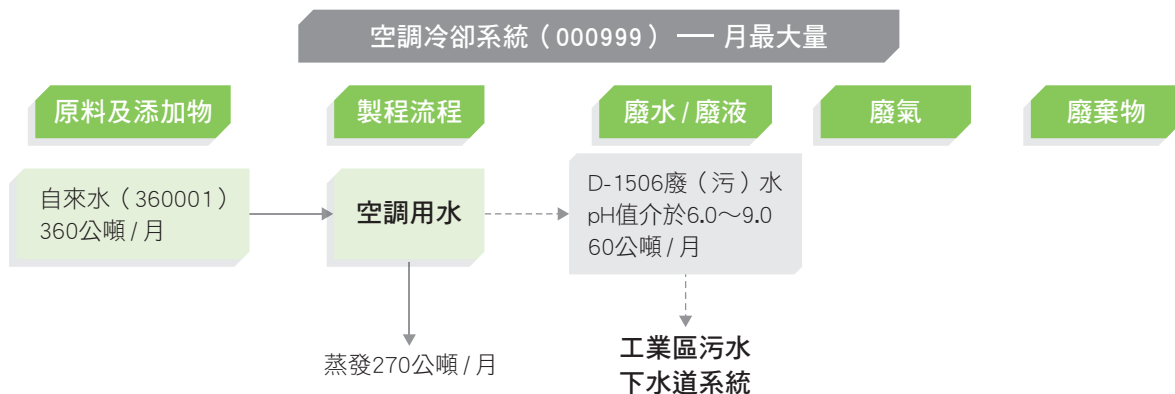 空調冷卻系統（000999）── 月最大量
原料及添加物
製程流程
廢水 / 廢液
廢氣
廢棄物
自來水（360001）
360公噸 / 月
空調用水
D-1506廢（污）水
pH值介於6.0～9.0
60公噸 / 月
蒸發270公噸 / 月
工業區污水
下水道系統